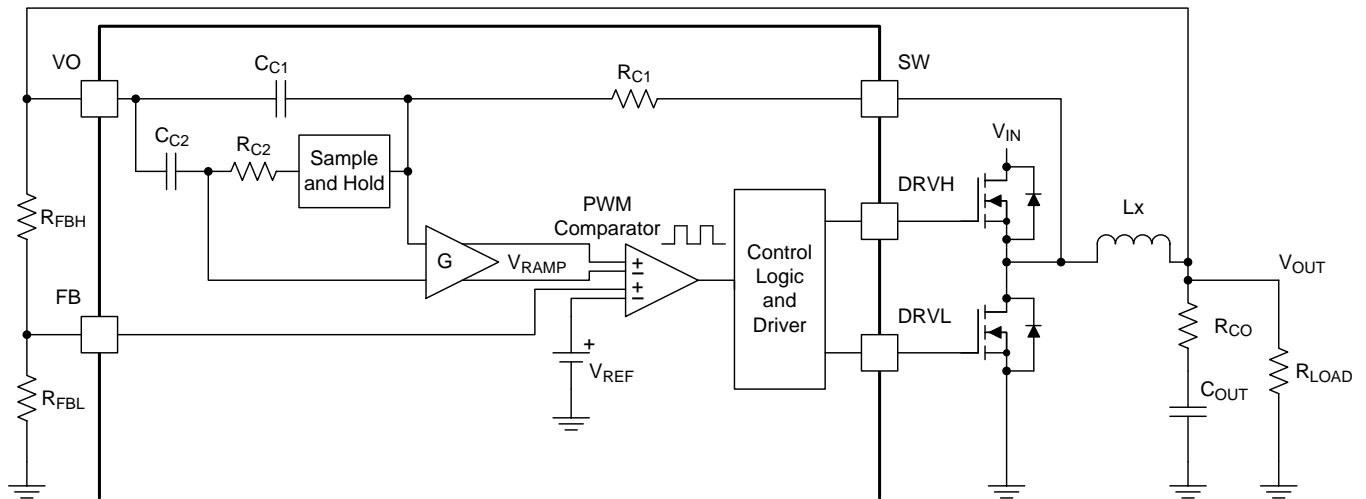 VO
SW
C_C1
R_C1
C_C2
R_C2
Sample
and Hold
V_IN
DRVH
R_FBH
PWM
Comparator
Lx
G
V_RAMP
Control
Logic
and
Driver
V_OUT
FB
DRVL
R_CO
V_REF
R_FBL
R_LOAD
C_OUT